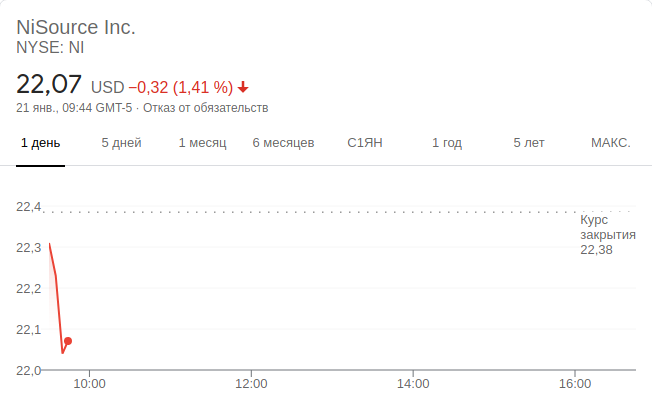 NiSource Inc.
NYSE: NI
22,07 USD −0,32 (1,41 %)
21 янв., 09:44 GMT-5 · Отказ от обязательств
1 день 5 дней 1 месяц 6 месяцев С1ЯН 1 год 5 лет МАКС.
22,4
Курс
закрытия
22,38
22,3
22,2
22,1
22,0
10:00 12:00 14:00 16:00